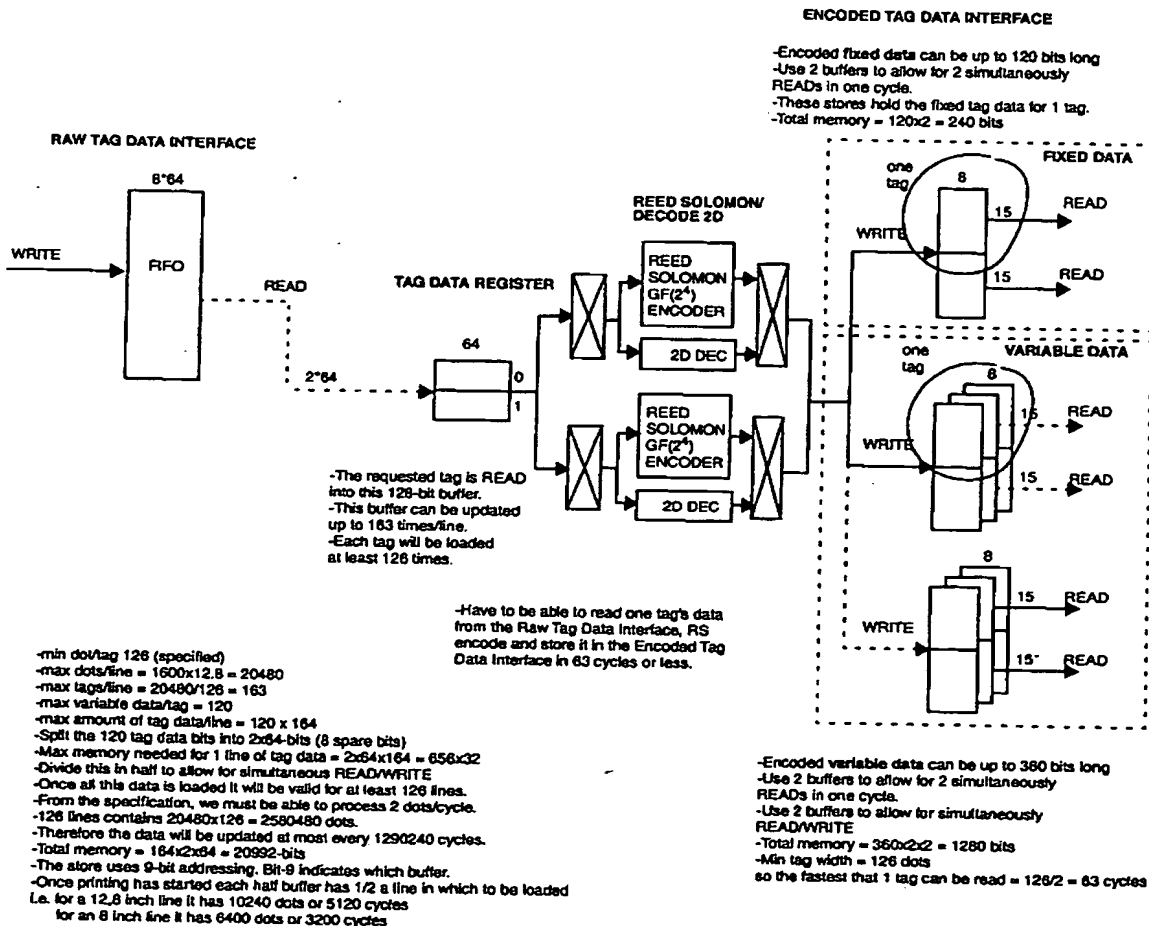 ENCODED TAG DATA INTERFACE
-Encoded fixed data can be up to 120 bits long
-Use 2 buffers to allow for 2 simultaneously
READs in one cycle.
-These stores hold the fixed tag data for 1 tag.
-Total memory = 120x2 = 240 bits
RAW TAG DATA INTERFACE
8*64
WRITE
FIFO
READ
2*64
TAG DATA REGISTER
64
0
1
REED SOLOMON/
DECODE 2D
REED
SOLOMON
GF(2⁴)
ENCODER
2D DEC
REED
SOLOMON
GF(2⁴)
ENCODER
2D DEC
FIXED DATA
one
tag
8
15
READ
WRITE
15
READ
VARIABLE DATA
one
tag
8
15
READ
WRITE
15
READ
8
15
READ
WRITE
15
READ
-The requested tag is READ
into this 128-bit buffer.
-This buffer can be updated
up to 163 times/line.
-Each tag will be loaded
at least 126 times.
-Have to be able to read one tag's data
from the Raw Tag Data Interface, RS
encode and store it in the Encoded Tag
Data Interface in 63 cycles or less.
-min dot/tag 126 (specified)
-max dots/line = 1600x12.8 = 20480
-max tags/line = 20480/126 = 163
-max variable data/tag = 120
-max amount of tag data/line = 120 x 164
-Split the 120 tag data bits into 2x64-bits (8 spare bits)
-Max memory needed for 1 line of tag data = 2x64x164 = 656x32
-Divide this in half to allow for simultaneous READ/WRITE
-Once all this data is loaded it will be valid for at least 126 lines.
-From the specification, we must be able to process 2 dots/cycle.
-126 lines contains 20480x126 = 2580480 dots.
-Therefore the data will be updated at most every 1290240 cycles.
-Total memory = 164x2x64 = 20992-bits
-The store uses 9-bit addressing. Bit-9 indicates which buffer.
-Once printing has started each half buffer has 1/2 a line in which to be loaded
i.e. for a 12.8 inch line it has 10240 dots or 5120 cycles
for an 8 inch line it has 6400 dots or 3200 cycles
-Encoded variable data can be up to 360 bits long
-Use 2 buffers to allow for 2 simultaneously
READs in one cycle.
-Use 2 buffers to allow for simultaneously
READ/WRITE
-Total memory = 360x2x2 = 1280 bits
-Min tag width = 126 dots
so the fastest that 1 tag can be read = 126/2 = 63 cycles